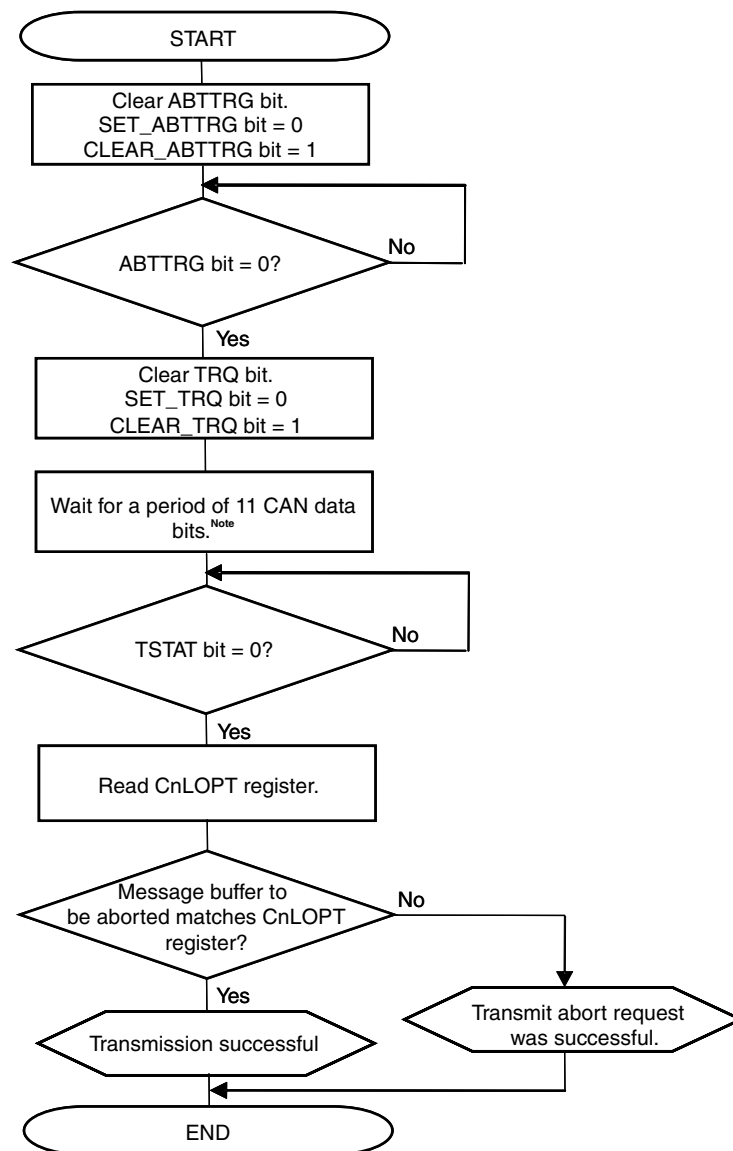 START
Clear ABTTRG bit.
SET_ABTTRG bit = 0
CLEAR_ABTTRG bit = 1
No
ABTTRG bit = 0?
Yes
Clear TRQ bit.
SET_TRQ bit = 0
CLEAR_TRQ bit = 1
Wait for a period of 11 CAN data
bits.Note
No
TSTAT bit = 0?
Yes
Read CnLOPT register.
Message buffer to
be aborted matches CnLOPT
register?
No
Yes
Transmission successful
Transmit abort request
was successful.
END